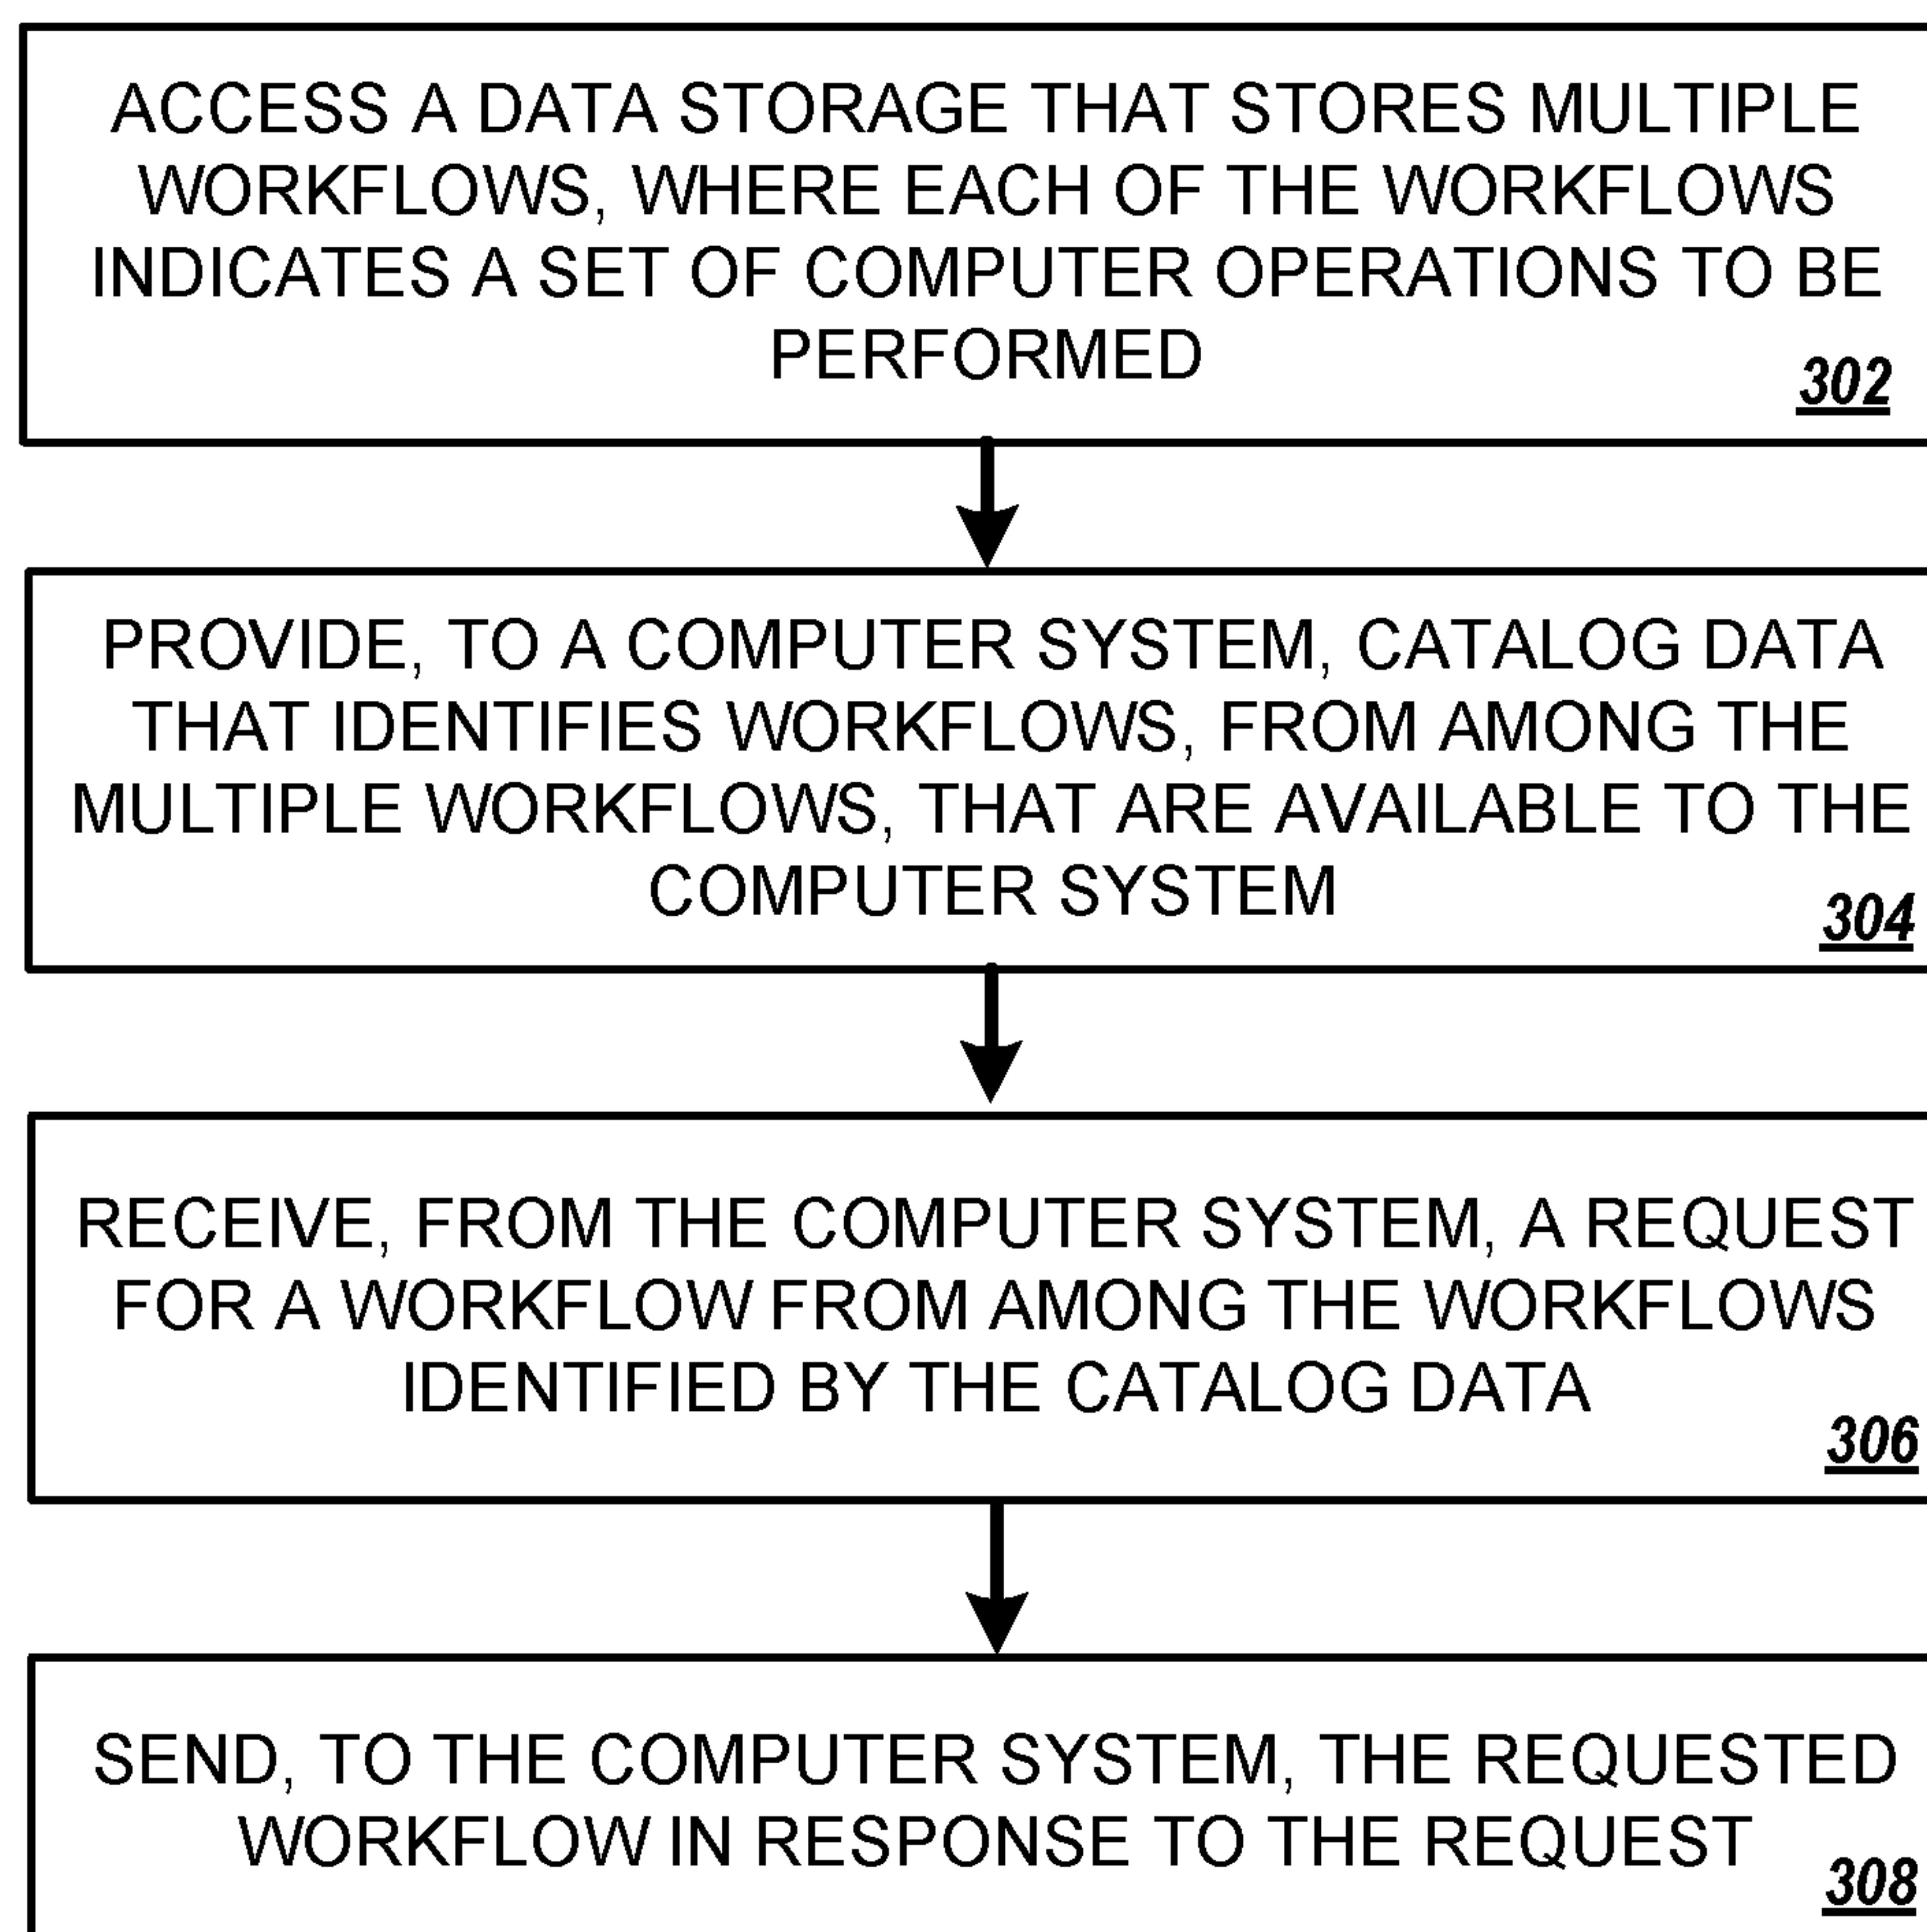 ACCESS A DATA STORAGE THAT STORES MULTIPLE
WORKFLOWS, WHERE EACH OF THE WORKFLOWS
INDICATES A SET OF COMPUTER OPERATIONS TO BE
PERFORMED
302
PROVIDE, TO A COMPUTER SYSTEM, CATALOG DATA
THAT IDENTIFIES WORKFLOWS, FROM AMONG THE
MULTIPLE WORKFLOWS, THAT ARE AVAILABLE TO THE
COMPUTER SYSTEM
304
RECEIVE, FROM THE COMPUTER SYSTEM, A REQUEST
FOR A WORKFLOW FROM AMONG THE WORKFLOWS
IDENTIFIED BY THE CATALOG DATA
306
SEND, TO THE COMPUTER SYSTEM, THE REQUESTED
WORKFLOW IN RESPONSE TO THE REQUEST
308